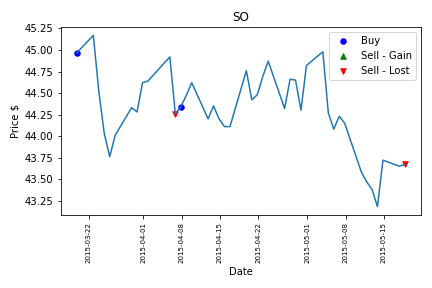 SO
45.25
45.00
44.75
44.50
44.25
44.00
43.75
43.50
43.25
Price $
Buy
Sell - Gain
Sell - Lost
2015-03-22
2015-04-01
2015-04-08
2015-04-15
2015-04-22
2015-05-01
2015-05-08
2015-05-15
Date